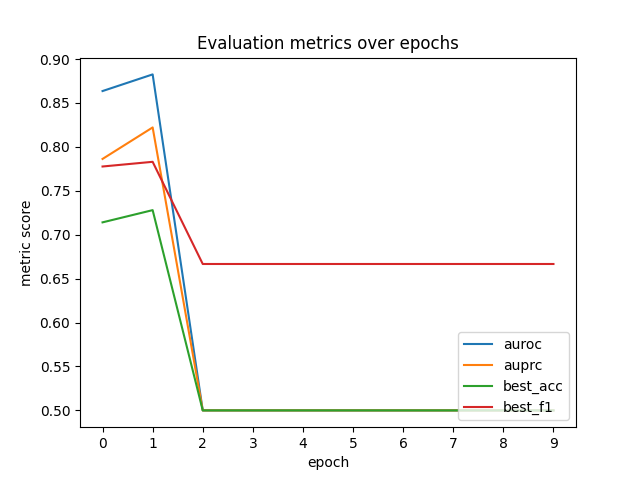 Evaluation metrics over epochs
metric score
0.90
0.85
0.80
0.75
0.70
0.65
0.60
0.55
0.50
auroc
auprc
best_acc
best_f1
0 1 2 3 4 5 6 7 8 9
epoch